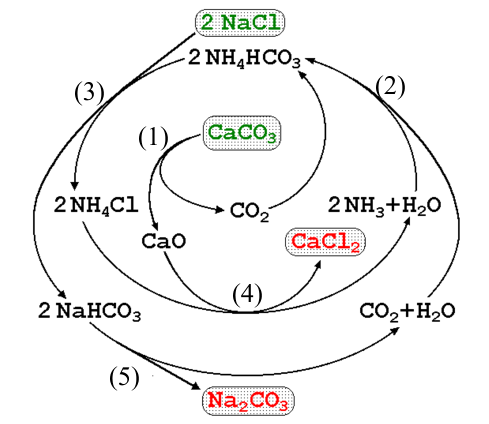 2 NaCl
2 NH₄HCO₃
(3)
(2)
(1)
CaCO₃
2 NH₄Cl
CO₂
2 NH₃+H₂O
CaO
CaCl₂
(4)
2 NaHCO₃
CO₂+H₂O
(5)
Na₂CO₃